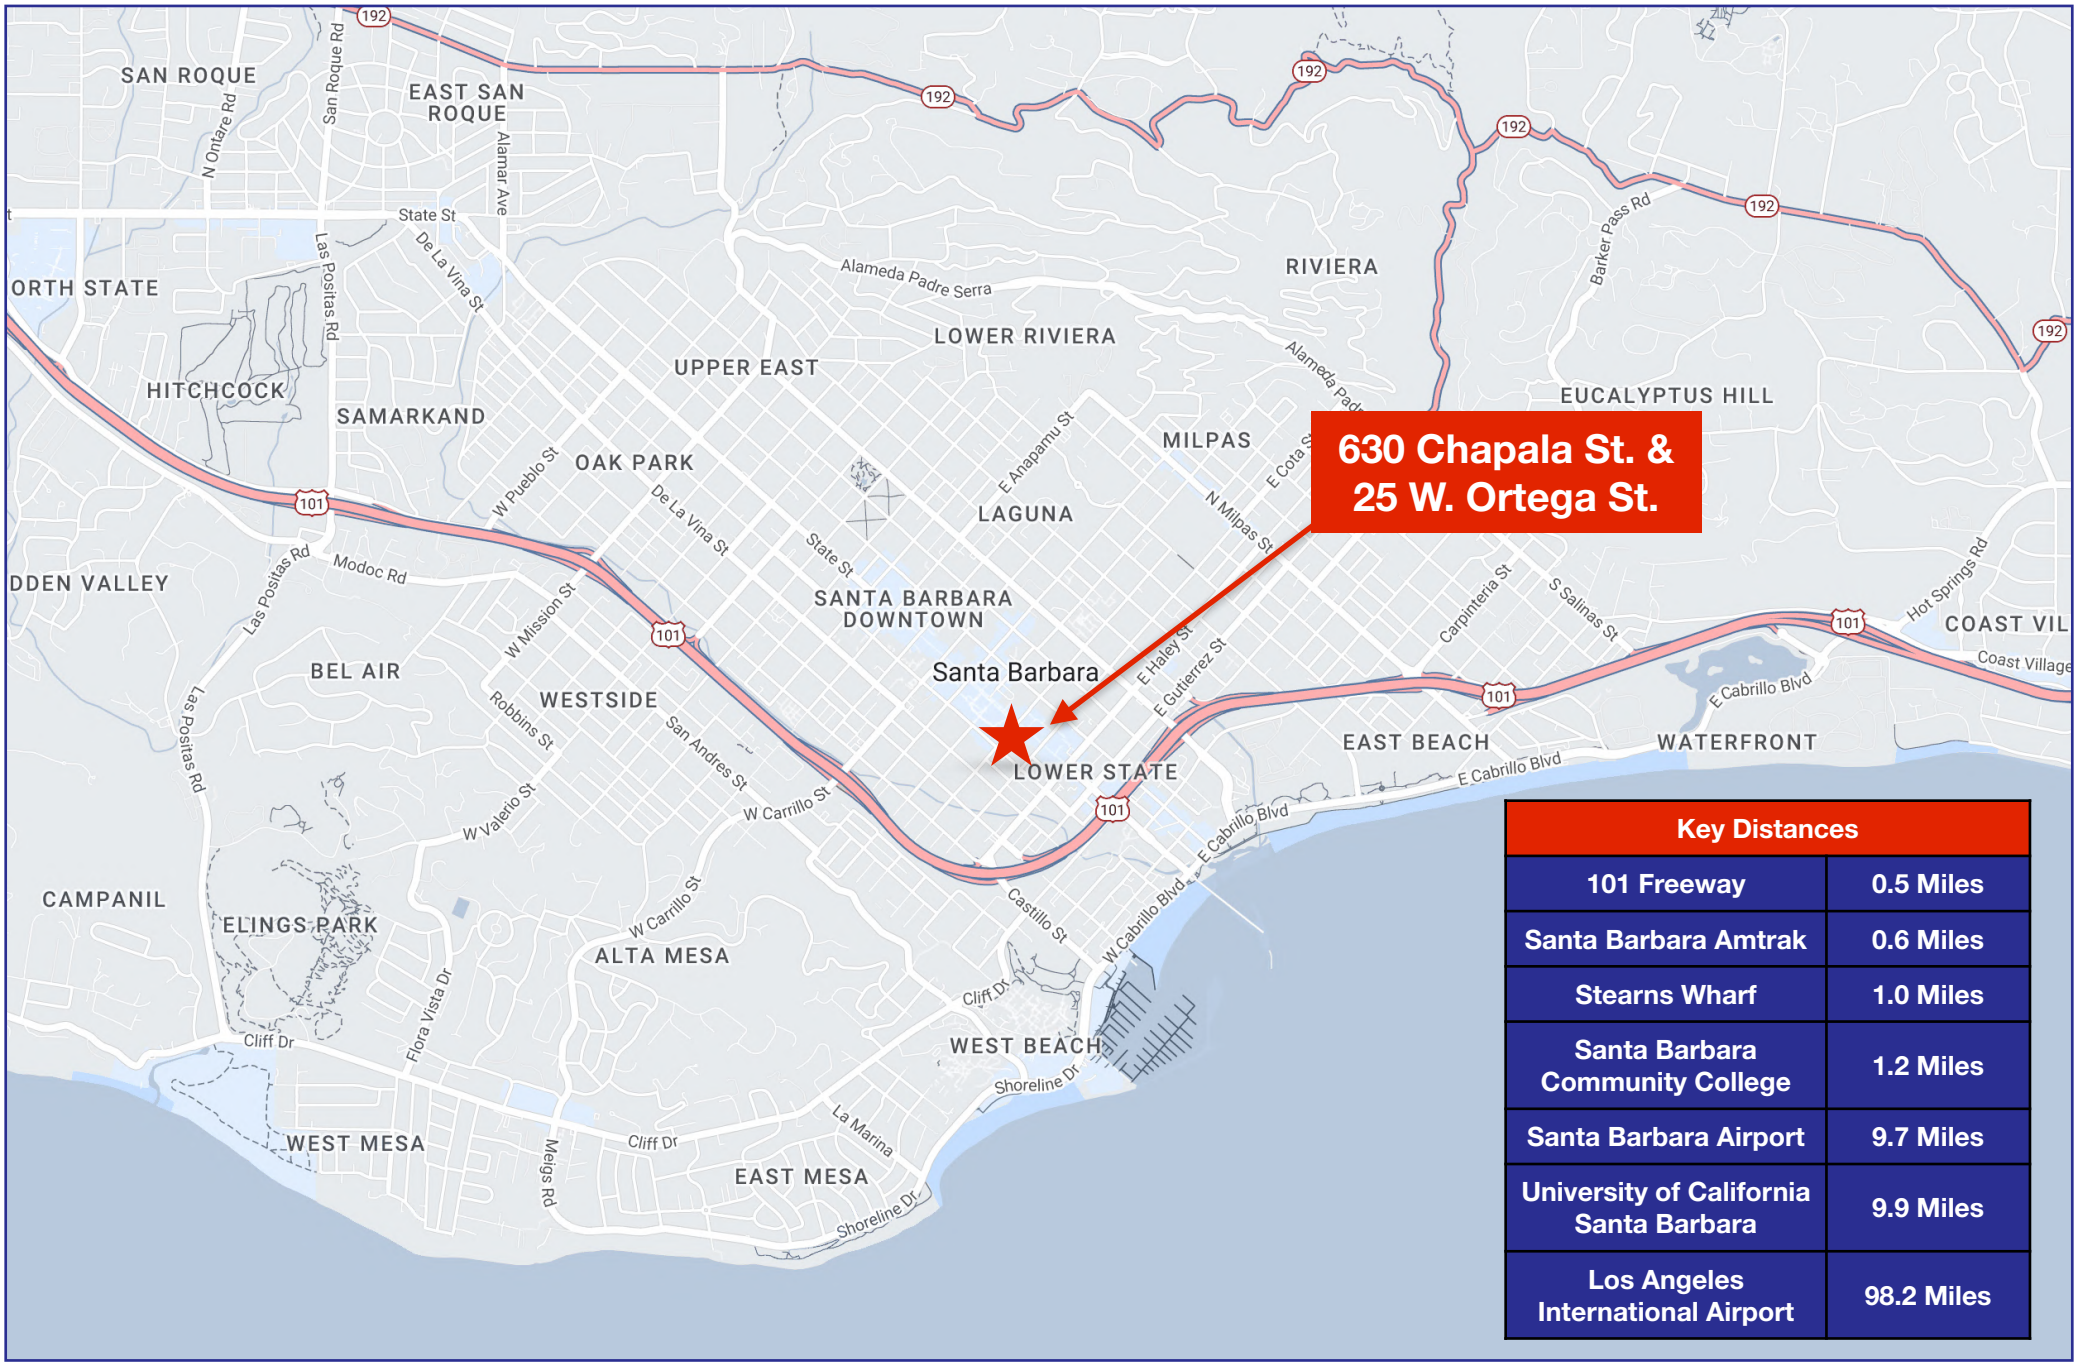 192
SAN ROQUE
San Roque Rd
EAST SAN
ROQUE
N Ontare Rd
Alamar Ave
192
192
192
192
192
Barker Pass Rd
State St
t
De La Vina St
Las Positas Rd
ORTH STATE
Alameda Padre Serra
RIVIERA
LOWER RIVIERA
UPPER EAST
Alameda Padr
HITCHCOCK
SAMARKAND
EUCALYPTUS HILL
E Anapamu St
MILPAS
E Cota S
630 Chapala St. &
25 W. Ortega St.
OAK PARK
W Pueblo St
De La Vina St
101
LAGUNA
N Milpas St
State St
Las Positas Rd
Modoc Rd
DDEN VALLEY
W Mission St
SANTA BARBARA
DOWNTOWN
Carpinteria St
S Salinas St
Hot Springs Rd
101
101
COAST VIL
Coast Village
BEL AIR
Santa Barbara
E Haley St
E Gutierrez St
101
E Cabrillo Blvd
WESTSIDE
Robbins St
San Andres St
Las Positas Rd
EAST BEACH
WATERFRONT
LOWER STATE
E Cabrillo Blvd
101
W Carrillo St
W Valerio St
E Cabrillo Blvd
CAMPANIL
ELINGS PARK
W Carrillo St
Castillo St
W Cabrillo Blvd
ALTA MESA
Flora Vista Dr
Cliff Dr
Cliff Dr
WEST BEACH
Shoreline Dr
La Marina
WEST MESA
Cliff Dr
Meigs Rd
EAST MESA
Shoreline Dr
Key Distances
101 Freeway 0.5 Miles
Santa Barbara Amtrak 0.6 Miles
Stearns Wharf 1.0 Miles
Santa Barbara
Community College 1.2 Miles
Santa Barbara Airport 9.7 Miles
University of California
Santa Barbara 9.9 Miles
Los Angeles
International Airport 98.2 Miles